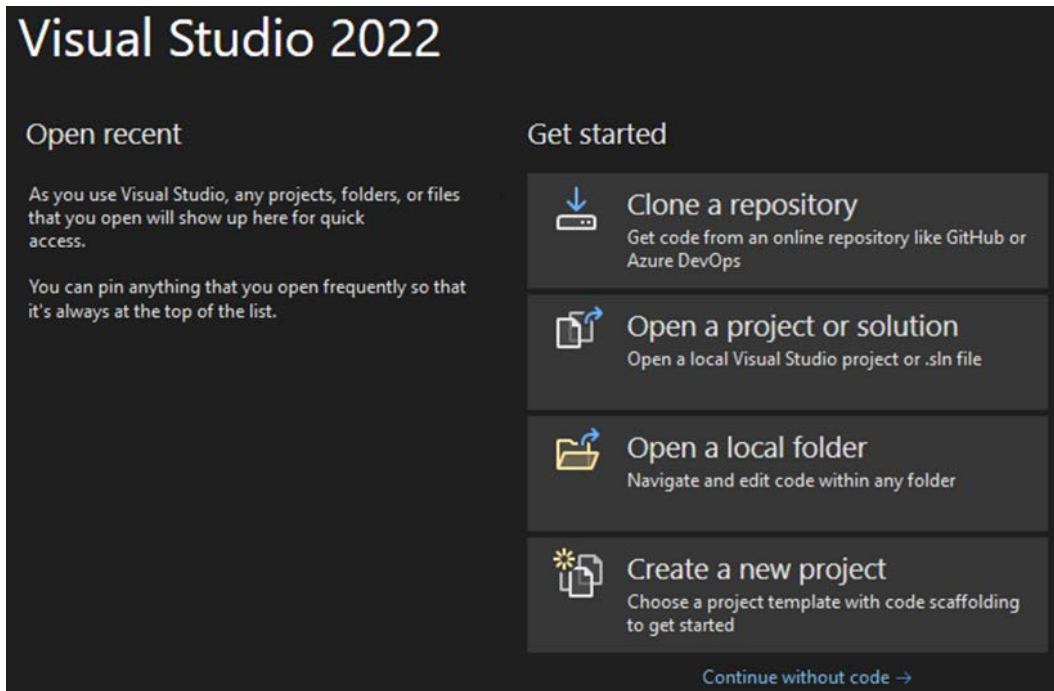 Visual Studio 2022
Open recent
As you use Visual Studio, any projects, folders, or files
that you open will show up here for quick
access.
You can pin anything that you open frequently so that
it's always at the top of the list.
Get started
Clone a repository
Get code from an online repository like GitHub or
Azure DevOps
Open a project or solution
Open a local Visual Studio project or .sln file
Open a local folder
Navigate and edit code within any folder
Create a new project
Choose a project template with code scaffolding
to get started
Continue without code →